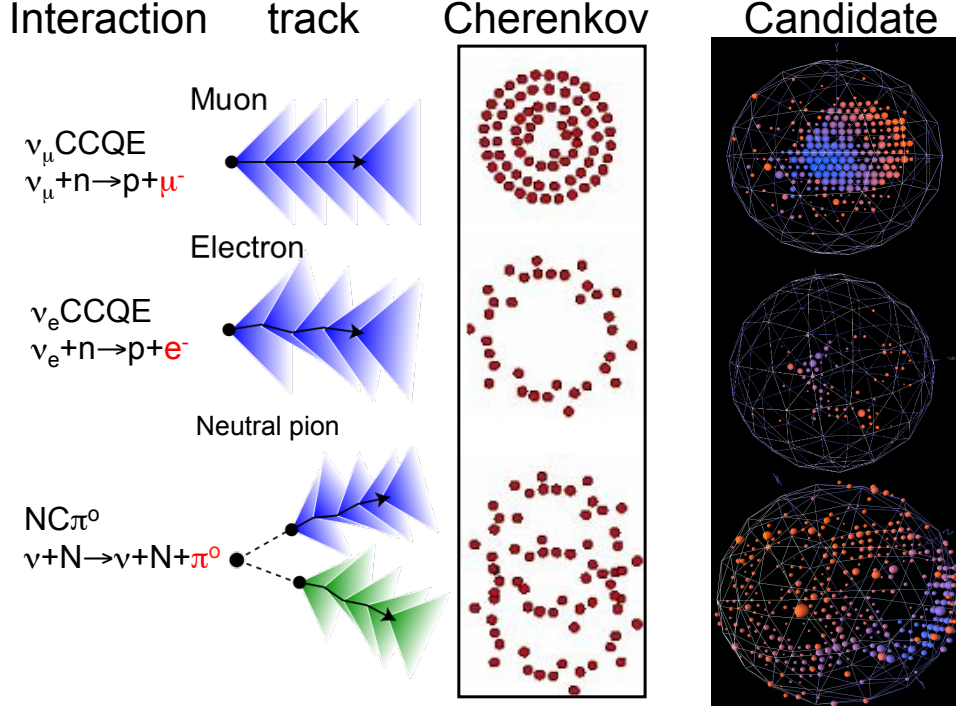 Interaction track Cherenkov Candidate
Muon
νμCCQE
νμ+n→p+μ-
Electron
νeCCQE
νe+n→p+e-
Neutral pion
NCπo
ν+N→ν+N+πo